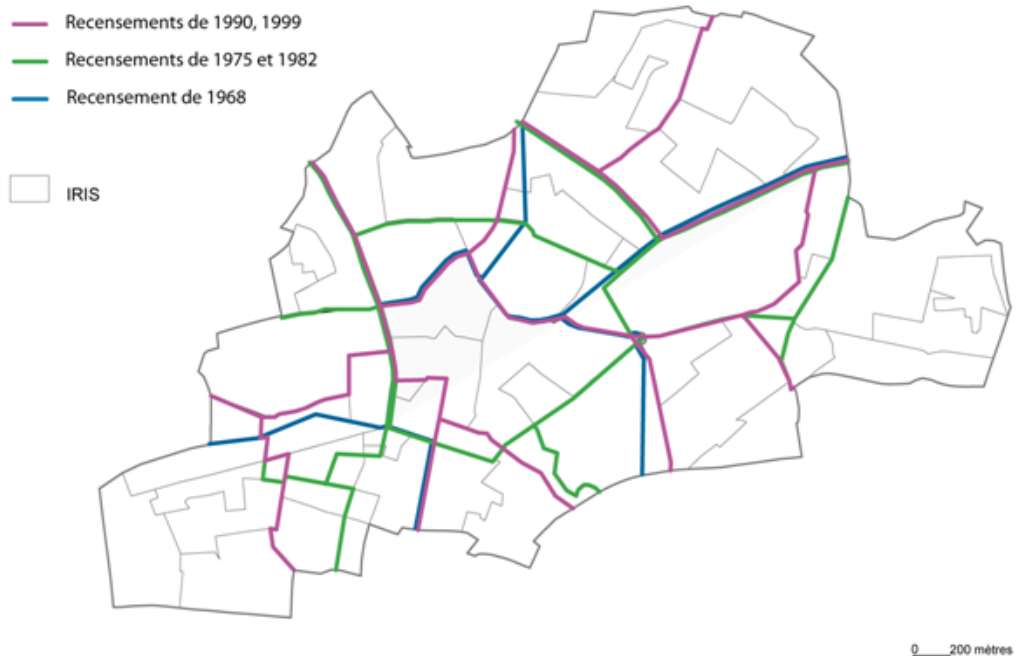 Recensements de 1990, 1999
Recensements de 1975 et 1982
Recensement de 1968
IRIS
0 200 mètres